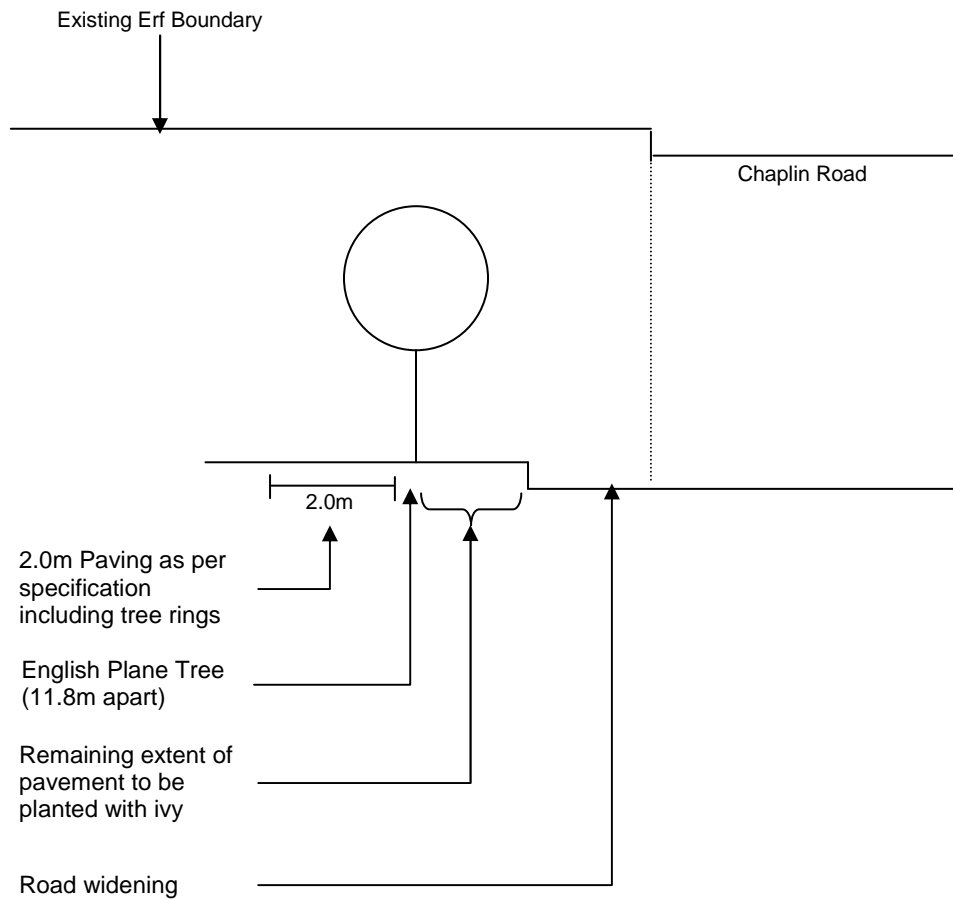 Existing Erf Boundary
Chaplin Road
2.0m
2.0m Paving as per
specification
including tree rings
English Plane Tree
(11.8m apart)
Remaining extent of
pavement to be
planted with ivy
Road widening